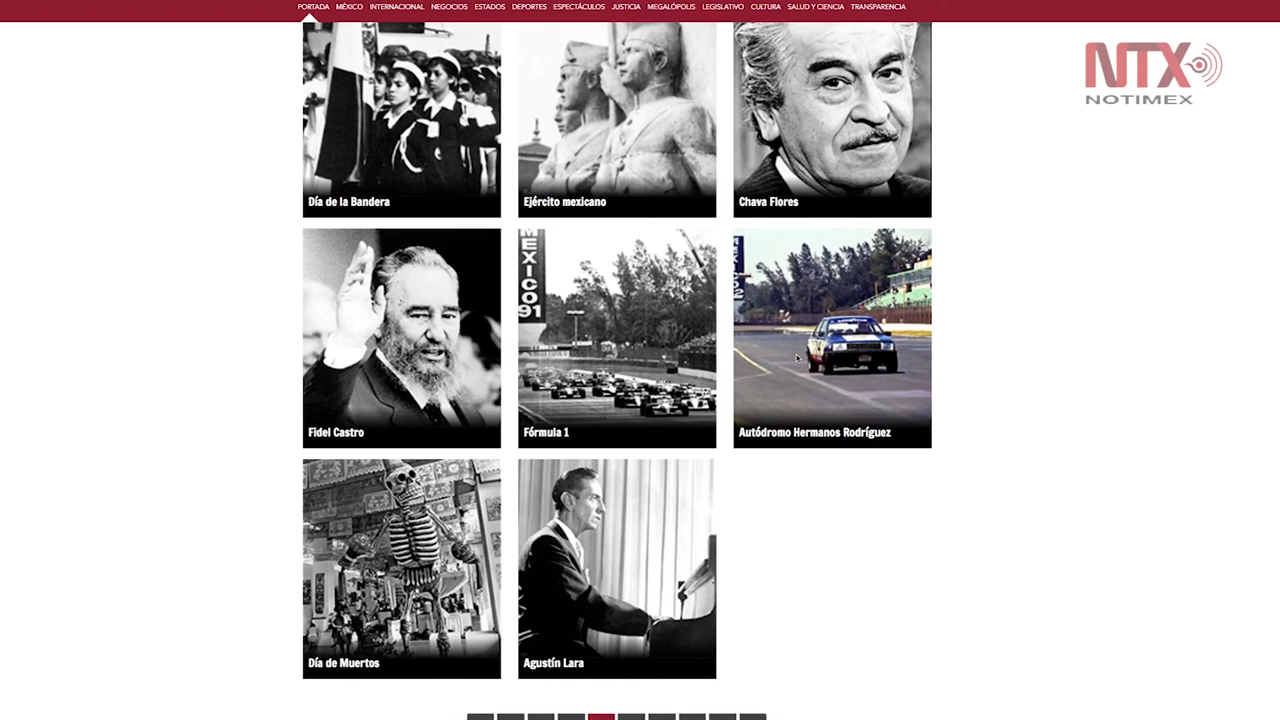 PORTADA MÉXICO INTERNACIONAL NEGOCIOS ESTADOS DEPORTES ESPECTÁCULOS JUSTICIA MEGALÓPOLIS LEGISLATIVO CULTURA SALUD Y CIENCIA TRANSPARENCIA
NTX
NOTIMEX
Día de la Bandera
Ejército mexicano
Chava Flores
MEXICO
91
Fidel Castro
Fórmula 1
Autódromo Hermanos Rodríguez
Día de Muertos
Agustín Lara